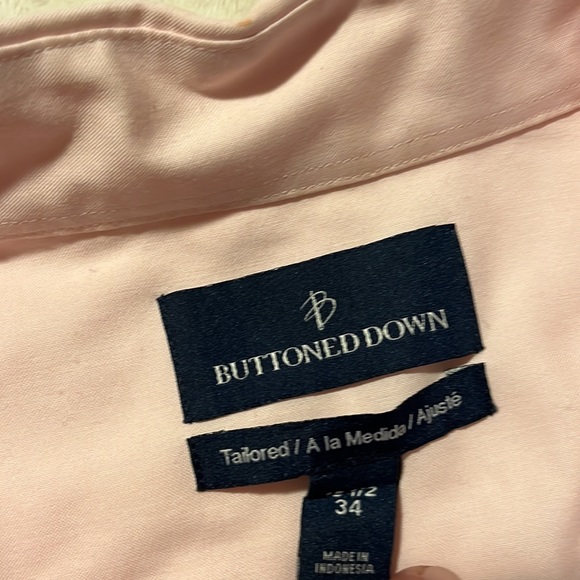 B
BUTTONED DOWN
Tailored / A la Medida / Ajusté
34
MADE IN
INDONESIA